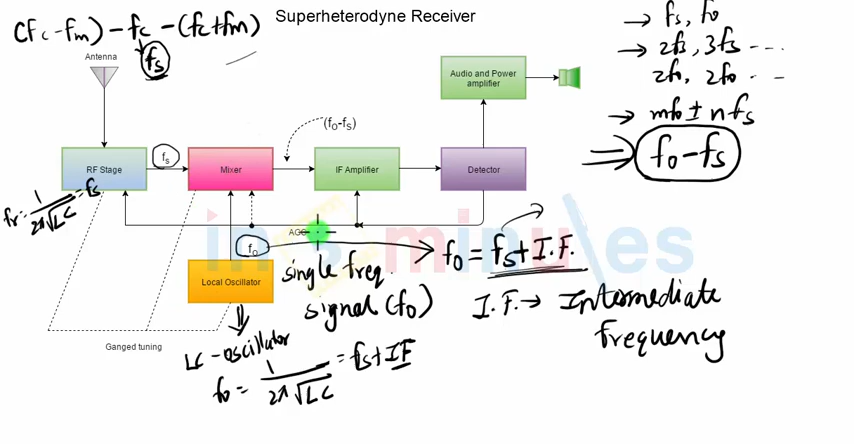 Superheterodyne Receiver
(fc-fm) - fc - (fc+fm)
fs
Antenna
→ fs, fo
→ 2fs, 3fs ---
2fo, 2fo --
→ mfo ± nfs
⇒ fo - fs
Audio and Power
amplifier
(fo-fs)
RF Stage
fs
Mixer
IF Amplifier
Detector
fr = 1/2π√LC = fs
AGC
in minutes
fo
fo = fs + I.F.
Local Oscillator
single freq.
signal (fo)
I.F. → Intermediate
frequency
Ganged tuning
LC-oscillator
fo = 1/2π√LC = fs + IF